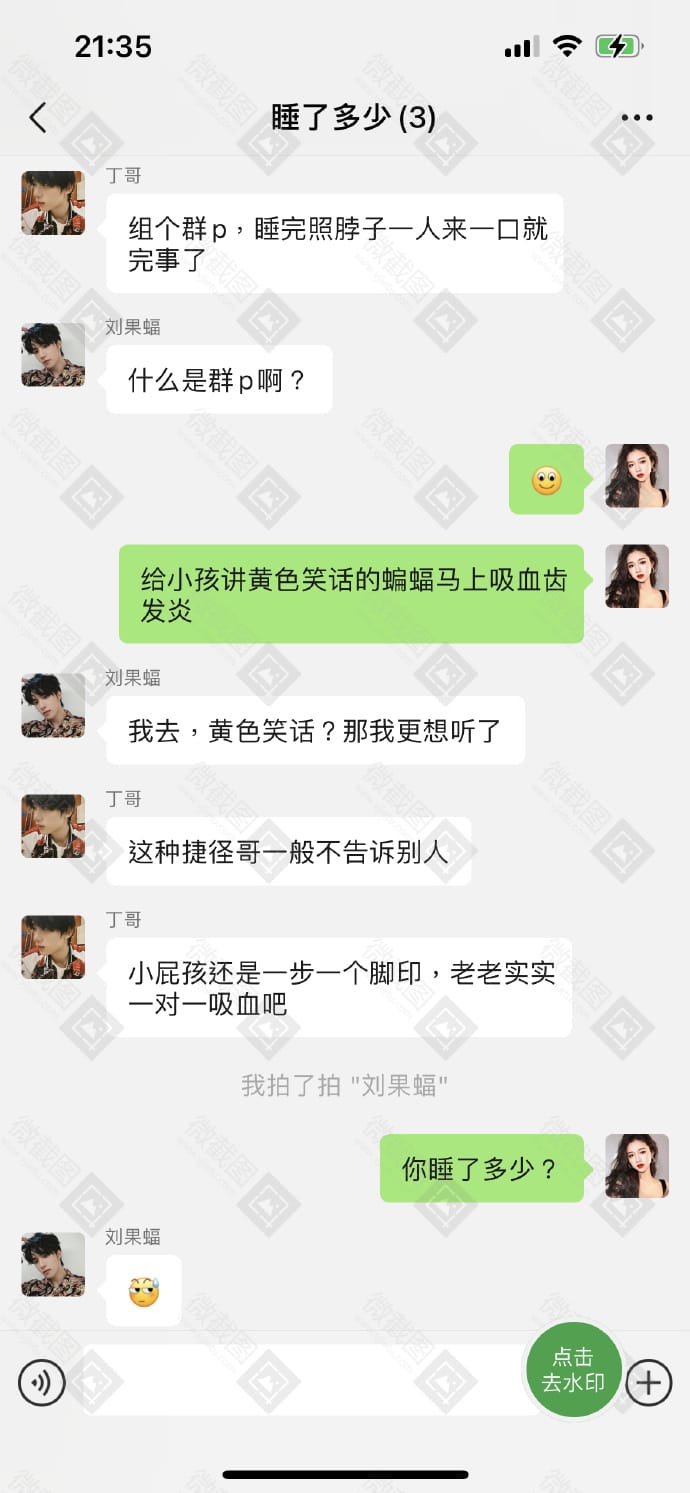 21:35
睡了多少(3)
丁哥
组个群p，睡完照脖子一人来一口就
完事了
刘果蝠
什么是群p啊？
给小孩讲黄色笑话的蝙蝠马上吸血齿
发炎
刘果蝠
我去，黄色笑话？那我更想听了
丁哥
这种捷径哥一般不告诉别人
丁哥
小屁孩还是一步一个脚印，老老实实
一对一吸血吧
我拍了拍 "刘果蝠"
你睡了多少？
刘果蝠
点击
去水印
微截图